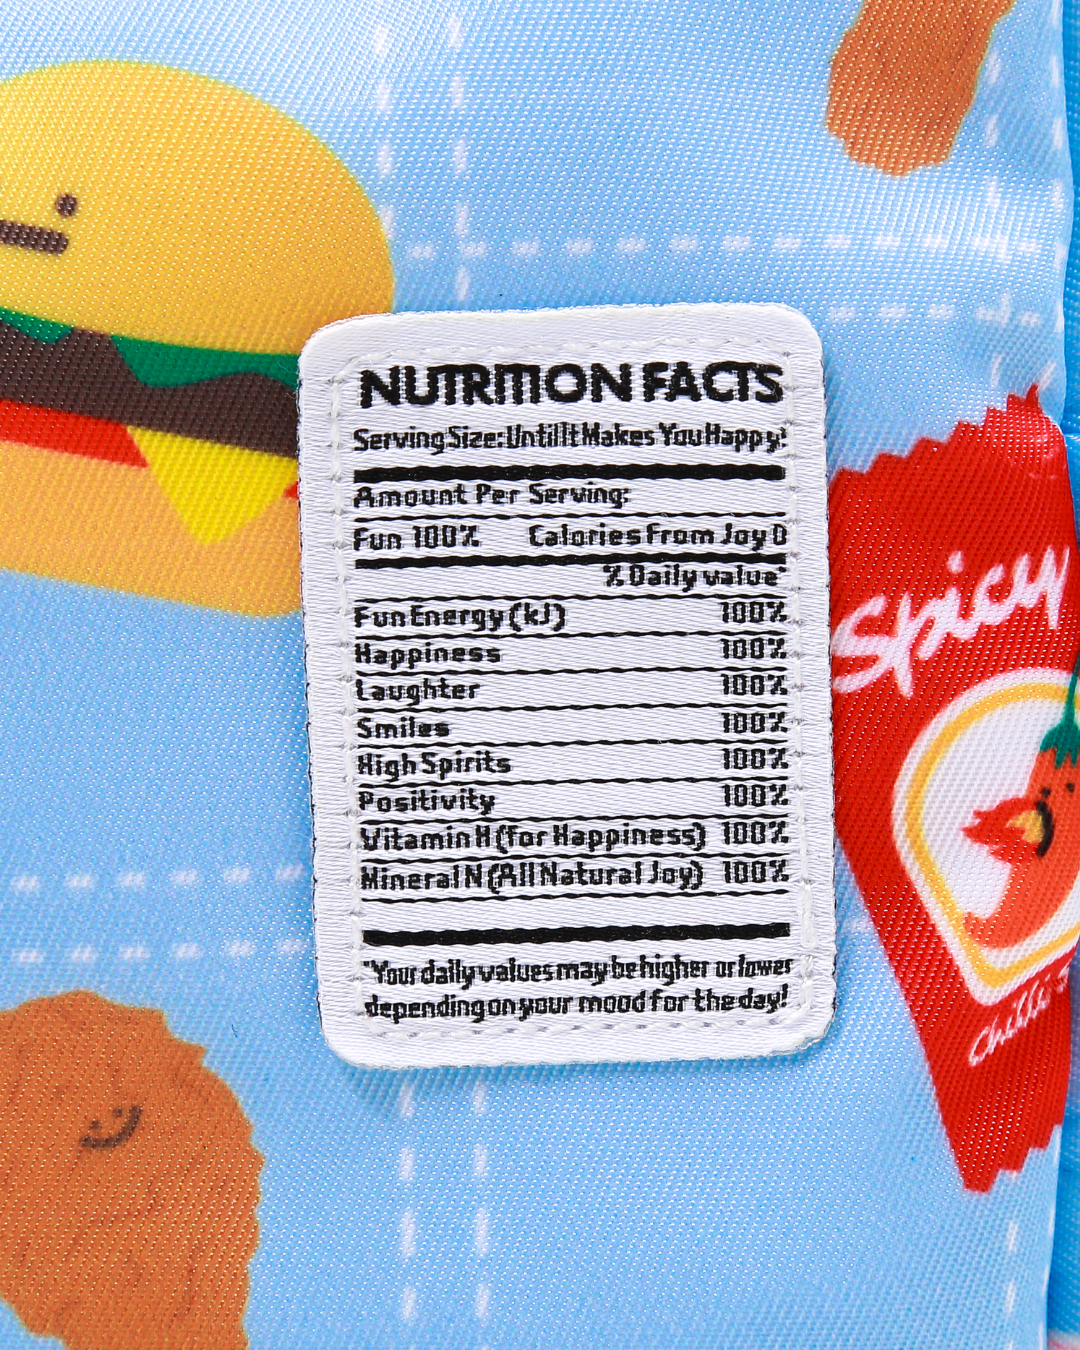 NUTRITION FACTS
Serving Size: Until It Makes You Happy!
Amount Per Serving:
Fun 100% Calories From Joy 0
% Daily value*
Fun Energy (kJ) 100%
Happiness 100%
Laughter 100%
Smiles 100%
High Spirits 100%
Positivity 100%
Vitamin H (for Happiness) 100%
Mineral N (All Natural Joy) 100%
*Your daily values may be higher or lower
depending on your mood for the day!
Spicy